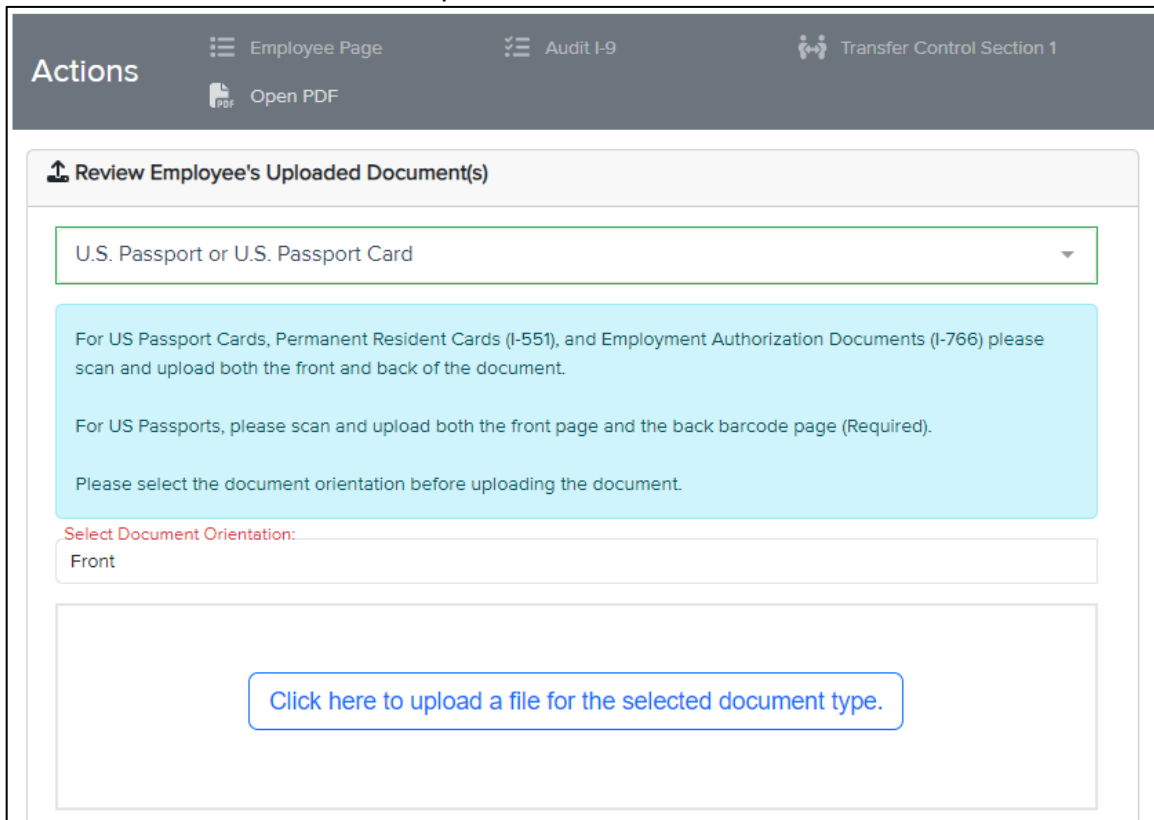 Actions
Employee Page
Audit I-9
Transfer Control Section 1
PDF
Open PDF
Review Employee's Uploaded Document(s)
U.S. Passport or U.S. Passport Card
For US Passport Cards, Permanent Resident Cards (I-551), and Employment Authorization Documents (I-766) please
scan and upload both the front and back of the document.
For US Passports, please scan and upload both the front page and the back barcode page (Required).
Please select the document orientation before uploading the document.
Select Document Orientation:
Front
Click here to upload a file for the selected document type.